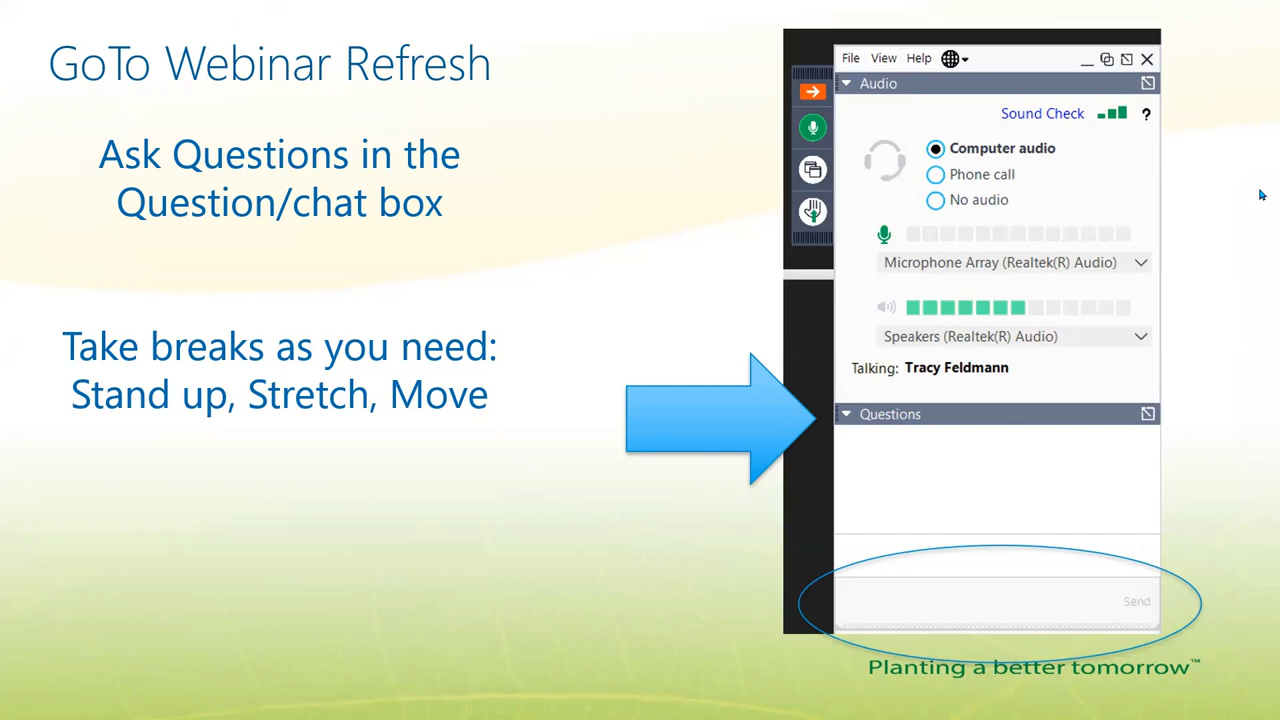 GoTo Webinar Refresh
Ask Questions in the
Question/chat box
Take breaks as you need:
Stand up, Stretch, Move
File View Help
Audio
Sound Check ?
Computer audio
Phone call
No audio
Microphone Array (Realtek(R) Audio)
Speakers (Realtek(R) Audio)
Talking: Tracy Feldmann
Questions
Send
Planting a better tomorrow™